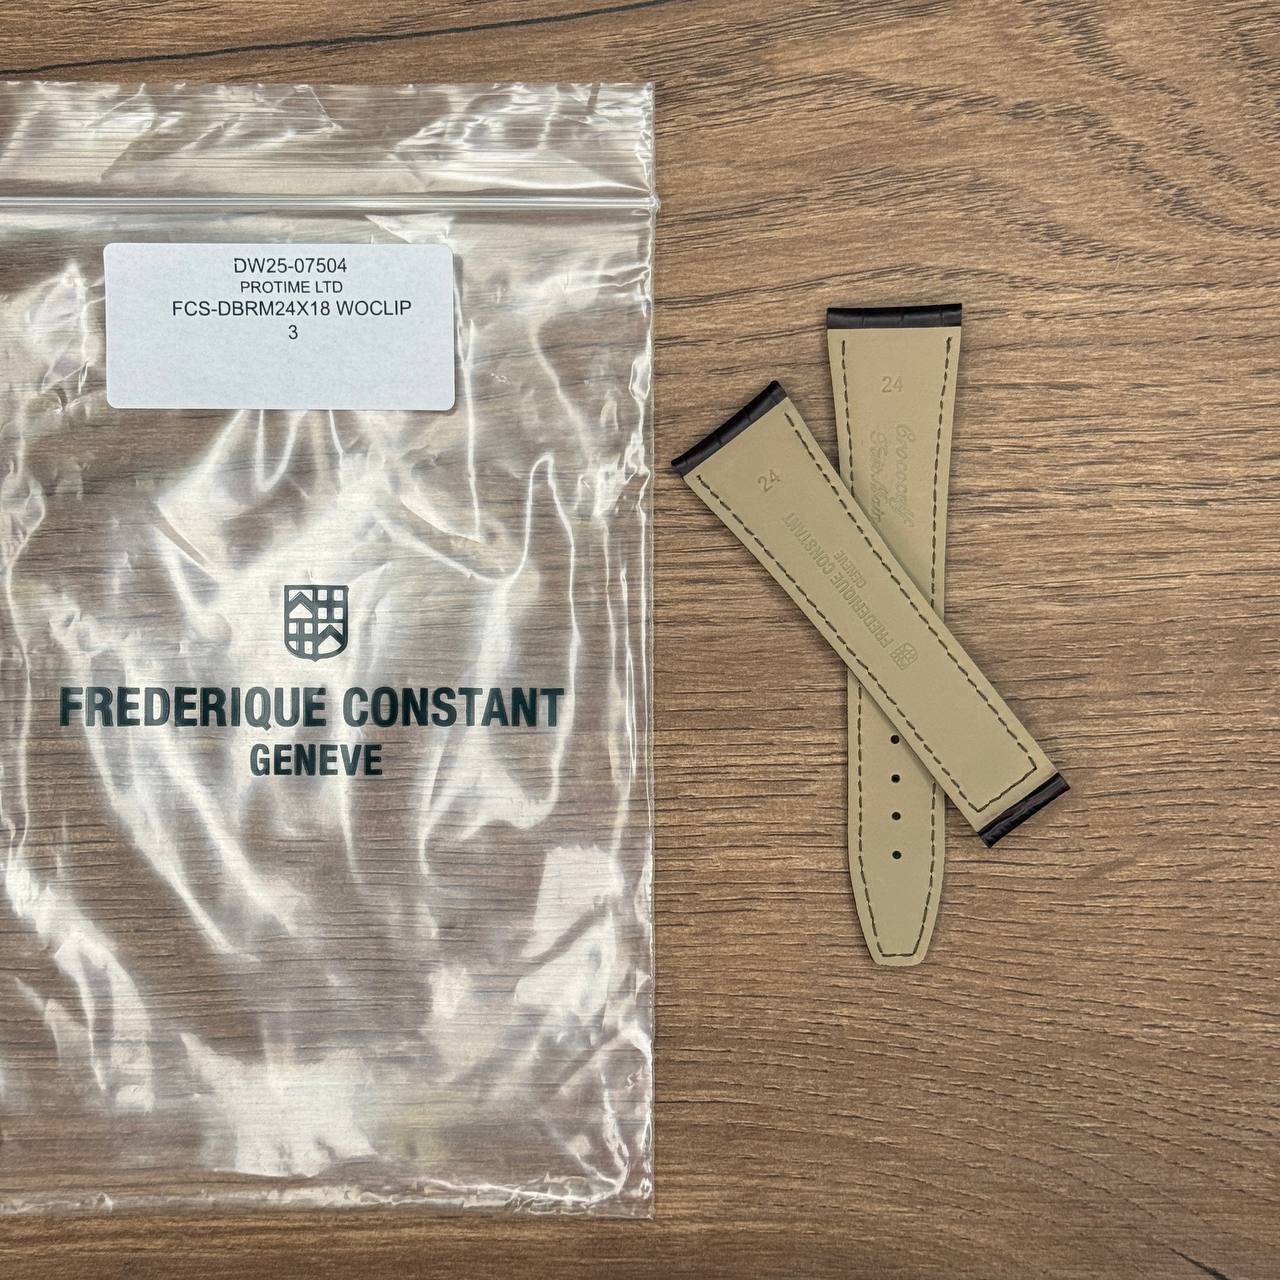 DW25-07504
PROTIME LTD
FCS-DBRM24X18 WOCLIP
3
FREDERIQUE CONSTANT
GENEVE
24
24
FREDERIQUE CONSTANT
GENEVE